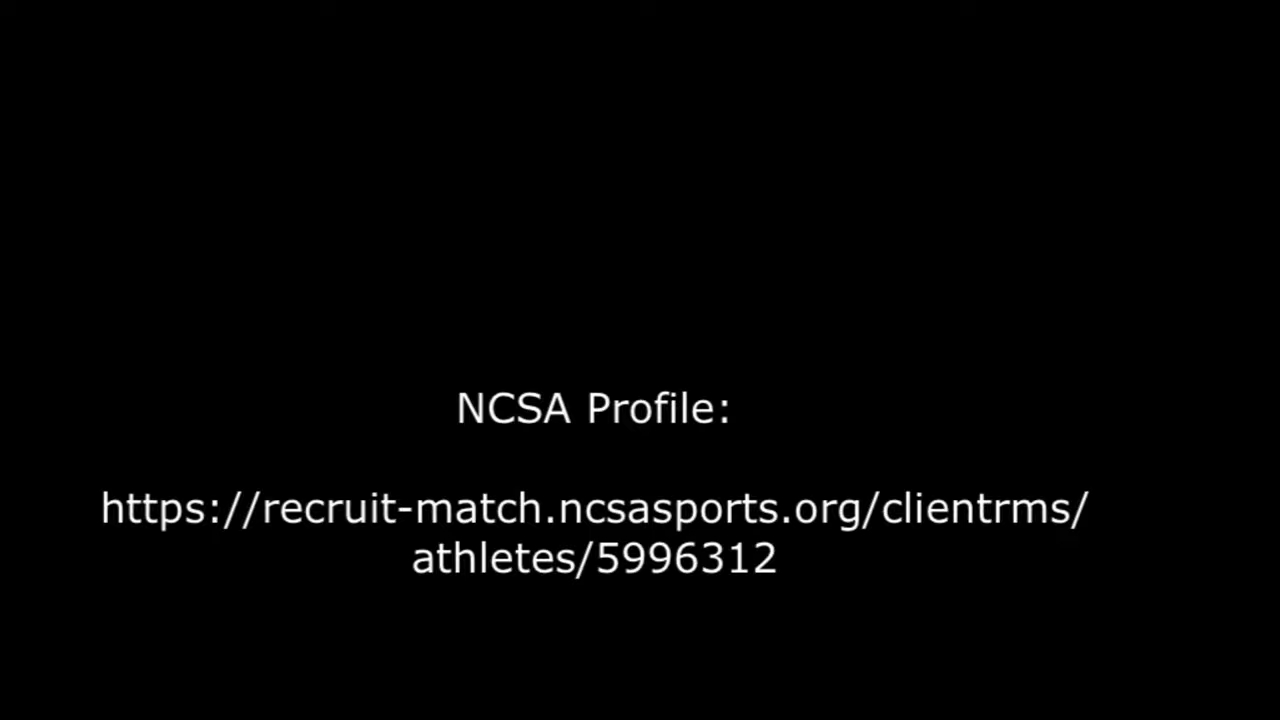 NCSA Profile:
https://recruit-match.ncsasports.org/clientrms/
athletes/5996312